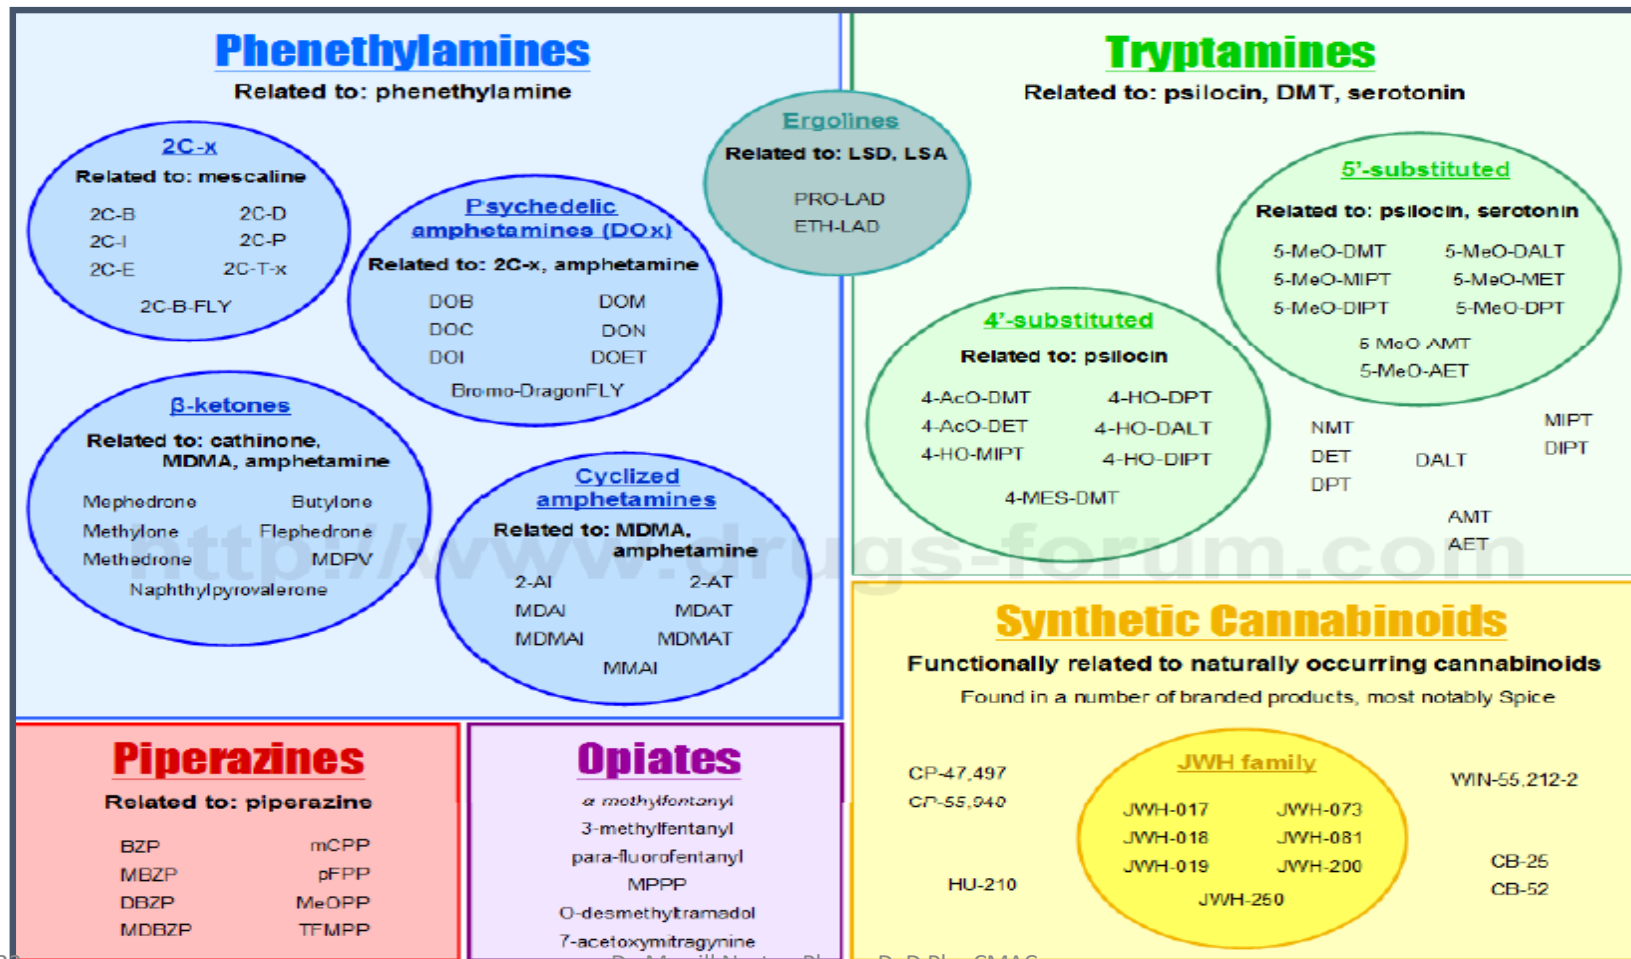 Phenethylamines
Related to: phenethylamine
2C-x
Related to: mescaline
2C-B 2C-D
2C-I 2C-P
2C-E 2C-T-x
2C-B-FLY
Psychedelic
amphetamines (DOx)
Related to: 2C-x, amphetamine
DOB DOM
DOC DON
DOI DOET
Bromo-DragonFLY
β-ketones
Related to: cathinone,
MDMA, amphetamine
Mephedrone Butylone
Methylone Flephedrone
Methedrone MDPV
Naphthylpyrovalerone
Cyclized
amphetamines
Related to: MDMA,
amphetamine
2-AI 2-AT
MDAI MDAT
MDMAI MDMAT
MMAI
Ergolines
Related to: LSD, LSA
PRO-LAD
ETH-LAD
Tryptamines
Related to: psilocin, DMT, serotonin
5'-substituted
Related to: psilocin, serotonin
5-MeO-DMT 5-MeO-DALT
5-MeO-MIPT 5-MeO-MET
5-MeO-DIPT 5-MeO-DPT
5-MeO-AMT
5-MeO-AET
4'-substituted
Related to: psilocin
4-AcO-DMT 4-HO-DPT
4-AcO-DET 4-HO-DALT
4-HO-MIPT 4-HO-DIPT
4-MES-DMT
NMT
DET
DPT
DALT
MIPT
DIPT
AMT
AET
http://www.drugs-forum.com
Piperazines
Related to: piperazine
BZP mCPP
MBZP pFPP
DBZP MeOPP
MDBZP TFMPP
Opiates
α-methylfentanyl
3-methylfentanyl
para-fluorofentanyl
MPPP
O-desmethyltramadol
7-acetoxymitragynine
Synthetic Cannabinoids
Functionally related to naturally occurring cannabinoids
Found in a number of branded products, most notably Spice
CP-47,497
CP-55,940
HU-210
JWH family
JWH-017 JWH-073
JWH-018 JWH-081
JWH-019 JWH-200
JWH-250
WIN-55,212-2
CB-25
CB-52